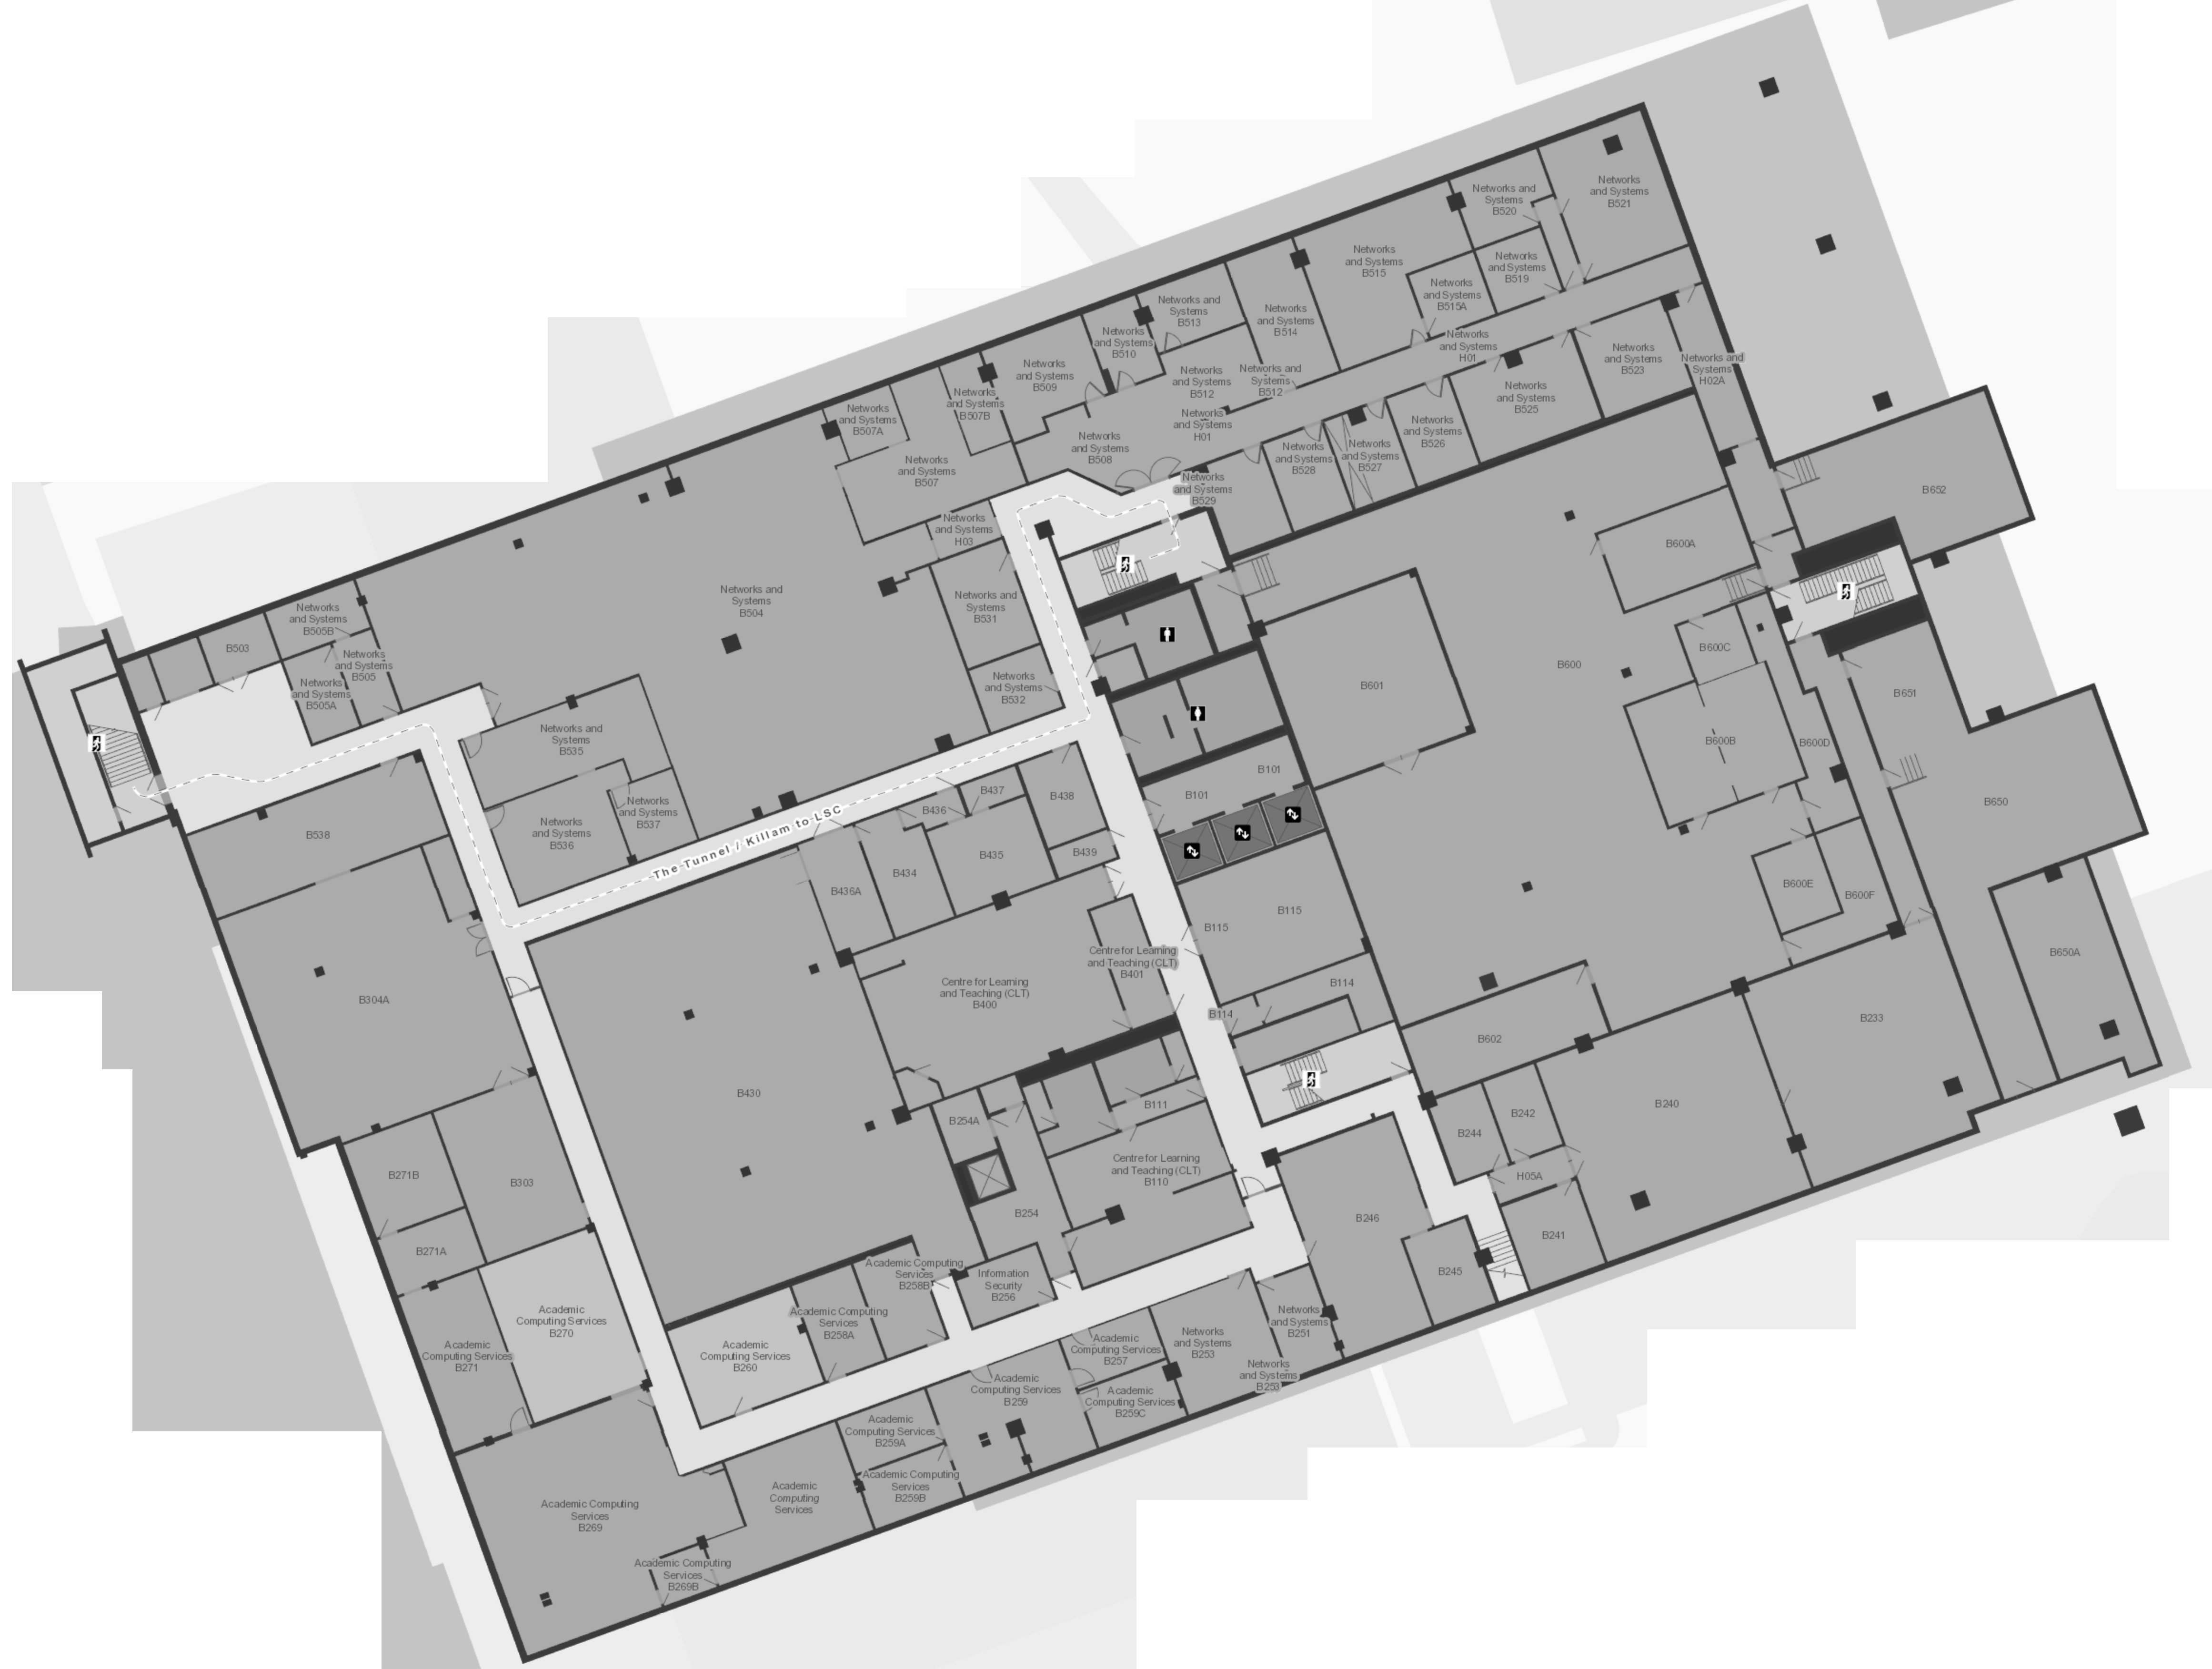 Networks
and Systems
B521
Networks and
Systems
B520
Networks
and Systems
B519
Networks
and Systems
B515
Networks
and Systems
B515A
Networks and
Systems
B513
Networks
and Systems
B514
Networks
and Systems
B510
Networks
and Systems
H01
Networks
and Systems
B523
Networks and
Systems
H02A
Networks
and Systems
B509
Networks
and Systems
B512
Networks and
Systems
B512
Networks
and Systems
B525
Networks
and Systems
B507B
Networks
and Systems
B507A
Networks
and Systems
H01
Networks
and Systems
B526
Networks
and Systems
B508
Networks
and Systems
B528
Networks
and Systems
B527
Networks
and Systems
B507
Networks
and Systems
B529
B652
Networks
and Systems
H03
B600A
Networks and
Systems
B504
Networks and
Systems
B531
Networks
and Systems
B505B
B503
Networks
and Systems
B505
Networks
and Systems
B505A
Networks
and Systems
B532
B600C
B600
B601
B651
Networks and
Systems
B535
B600B
B600D
B101
B101
B650
B437
B438
B436
Networks
and Systems
B537
Networks
and Systems
B536
B538
The Tunnel / Killam to LSC
B439
B435
B434
B436A
B600E
B600F
B115
B115
Centre for Learning
and Teaching (CLT)
B401
B650A
B304A
Centre for Learning
and Teaching (CLT)
B400
B114
B114
B233
B602
B430
B111
B240
B242
B254A
B244
Centre for Learning
and Teaching (CLT)
B110
H05A
B271B
B303
B254
B246
B241
B271A
B245
Academic Computing
Services
B258B
Information
Security
B256
Academic
Computing Services
B270
Academic Computing
Services
B258A
Networks
and Systems
B251
Academic
Computing Services
B271
Academic
Computing Services
B260
Academic
Computing Services
B257
Networks
and Systems
B253
Networks
and Systems
B253
Academic
Computing Services
B259
Academic
Computing Services
B259C
Academic
Computing Services
B259A
Academic Computing
Services
B259B
Academic
Computing
Services
Academic Computing
Services
B269
Academic Computing
Services
B269B